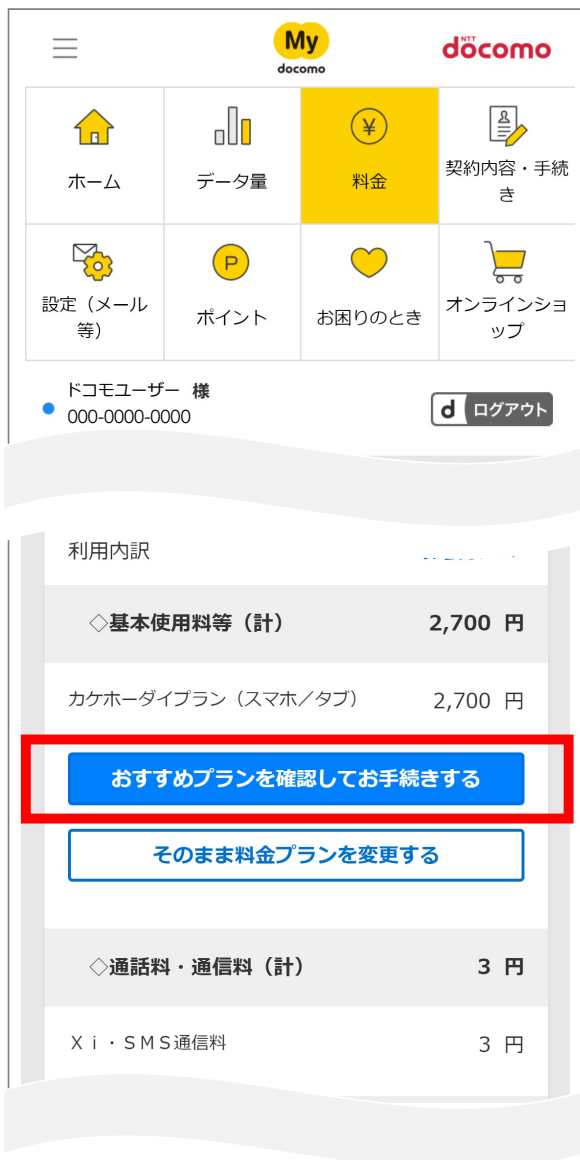 My
docomo
NTT
döcomo
ホーム
データ量
¥
料金
契約内容・手続
き
設定（メール
等）
P
ポイント
お困りのとき
オンラインショ
ップ
ドコモユーザー 様
000-0000-0000
d ログアウト
利用内訳
◇基本使用料等（計） 2,700 円
カケホーダイプラン（スマホ／タブ） 2,700 円
おすすめプランを確認してお手続きする
そのまま料金プランを変更する
◇通話料・通信料（計） 3 円
Ｘｉ・ＳＭＳ通信料 3 円